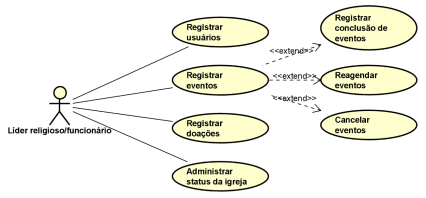 Registrar
usuários
Registrar
conclusão de
eventos
<<extend>>
Registrar
eventos
<<extend>>
Reagendar
eventos
<<extend>>
Líder religioso/funcionário
Registrar
doações
Cancelar
eventos
Administrar
status da igreja